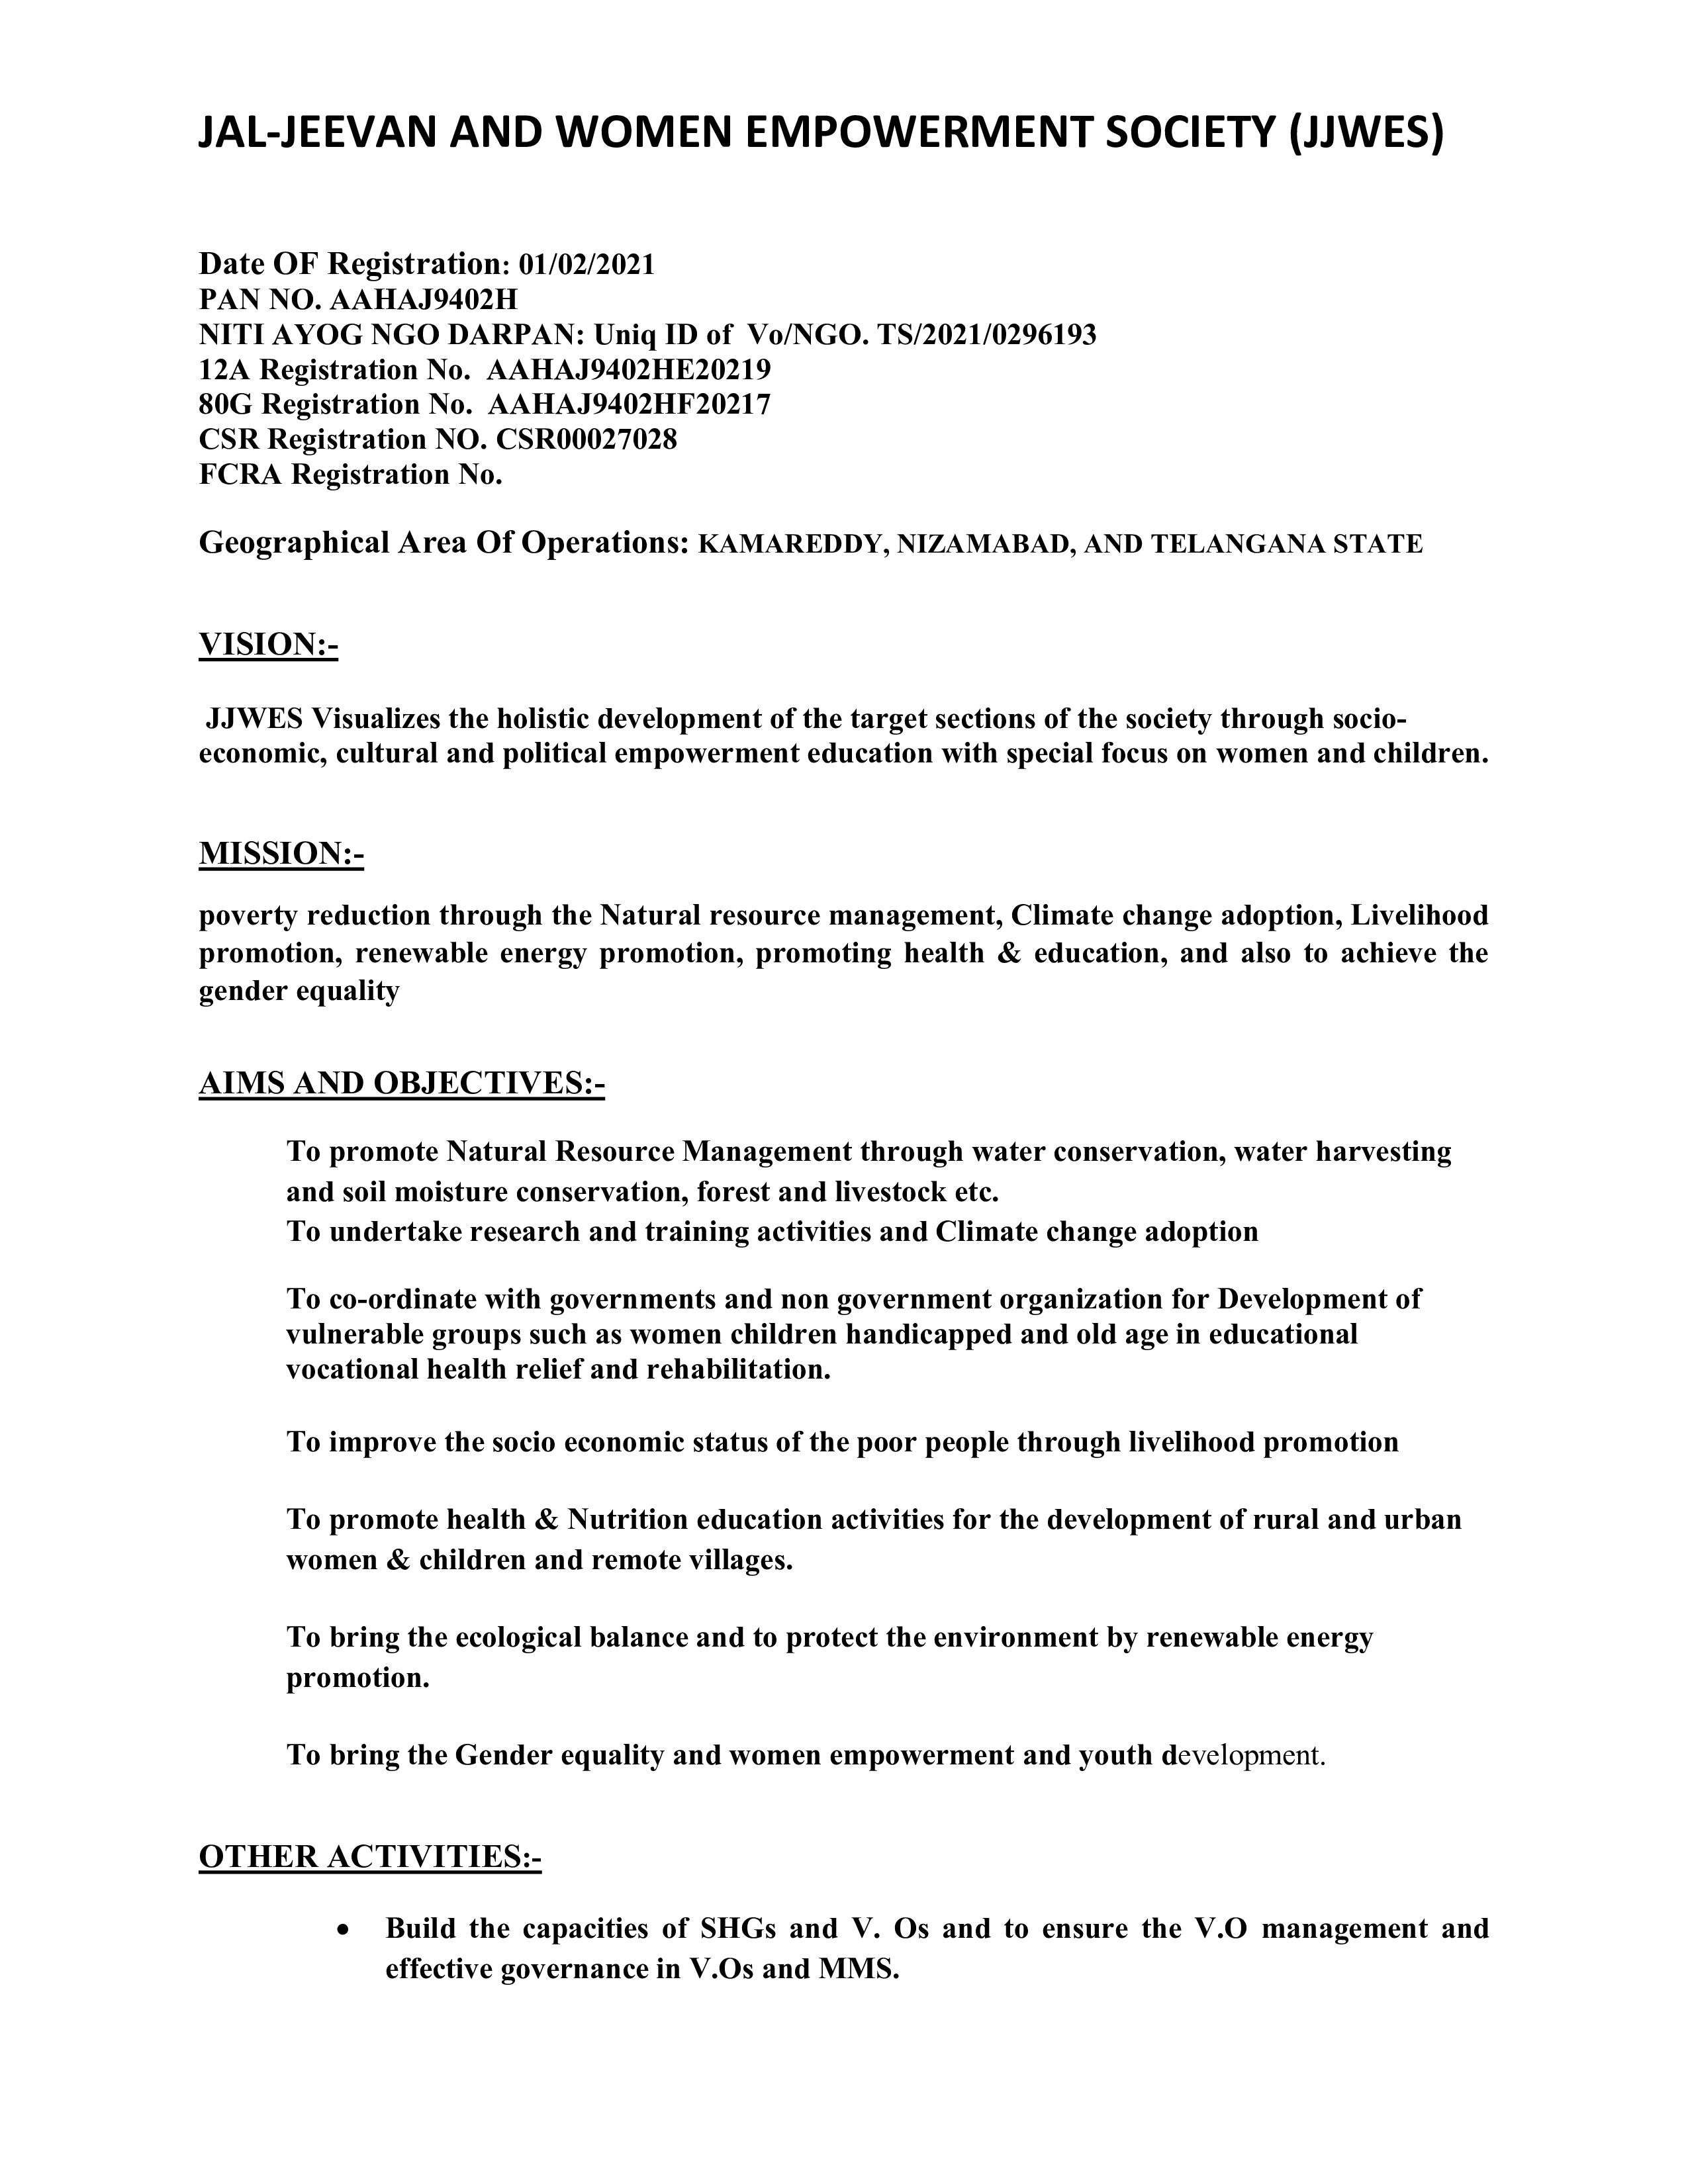 JAL-JEEVAN AND WOMEN EMPOWERMENT SOCIETY (JJWES)
Date OF Registration: 01/02/2021
PAN NO. AAHAJ9402H
NITI AYOG NGO DARPAN: Uniq ID of  Vo/NGO. TS/2021/0296193
12A Registration No.  AAHAJ9402HE20219
80G Registration No.  AAHAJ9402HF20217
CSR Registration NO. CSR00027028
FCRA Registration No.
Geographical Area Of Operations: KAMAREDDY, NIZAMABAD, AND TELANGANA STATE
VISION:-
JJWES Visualizes the holistic development of the target sections of the society through socio-
economic, cultural and political empowerment education with special focus on women and children.
MISSION:-
poverty reduction through the Natural resource management, Climate change adoption, Livelihood
promotion, renewable energy promotion, promoting health & education, and also to achieve the
gender equality
AIMS AND OBJECTIVES:-
To promote Natural Resource Management through water conservation, water harvesting
and soil moisture conservation, forest and livestock etc.
To undertake research and training activities and Climate change adoption
To co-ordinate with governments and non government organization for Development of
vulnerable groups such as women children handicapped and old age in educational
vocational health relief and rehabilitation.
To improve the socio economic status of the poor people through livelihood promotion
To promote health & Nutrition education activities for the development of rural and urban
women & children and remote villages.
To bring the ecological balance and to protect the environment by renewable energy
promotion.
To bring the Gender equality and women empowerment and youth development.
OTHER ACTIVITIES:-
• Build the capacities of SHGs and V. Os and to ensure the V.O management and
effective governance in V.Os and MMS.